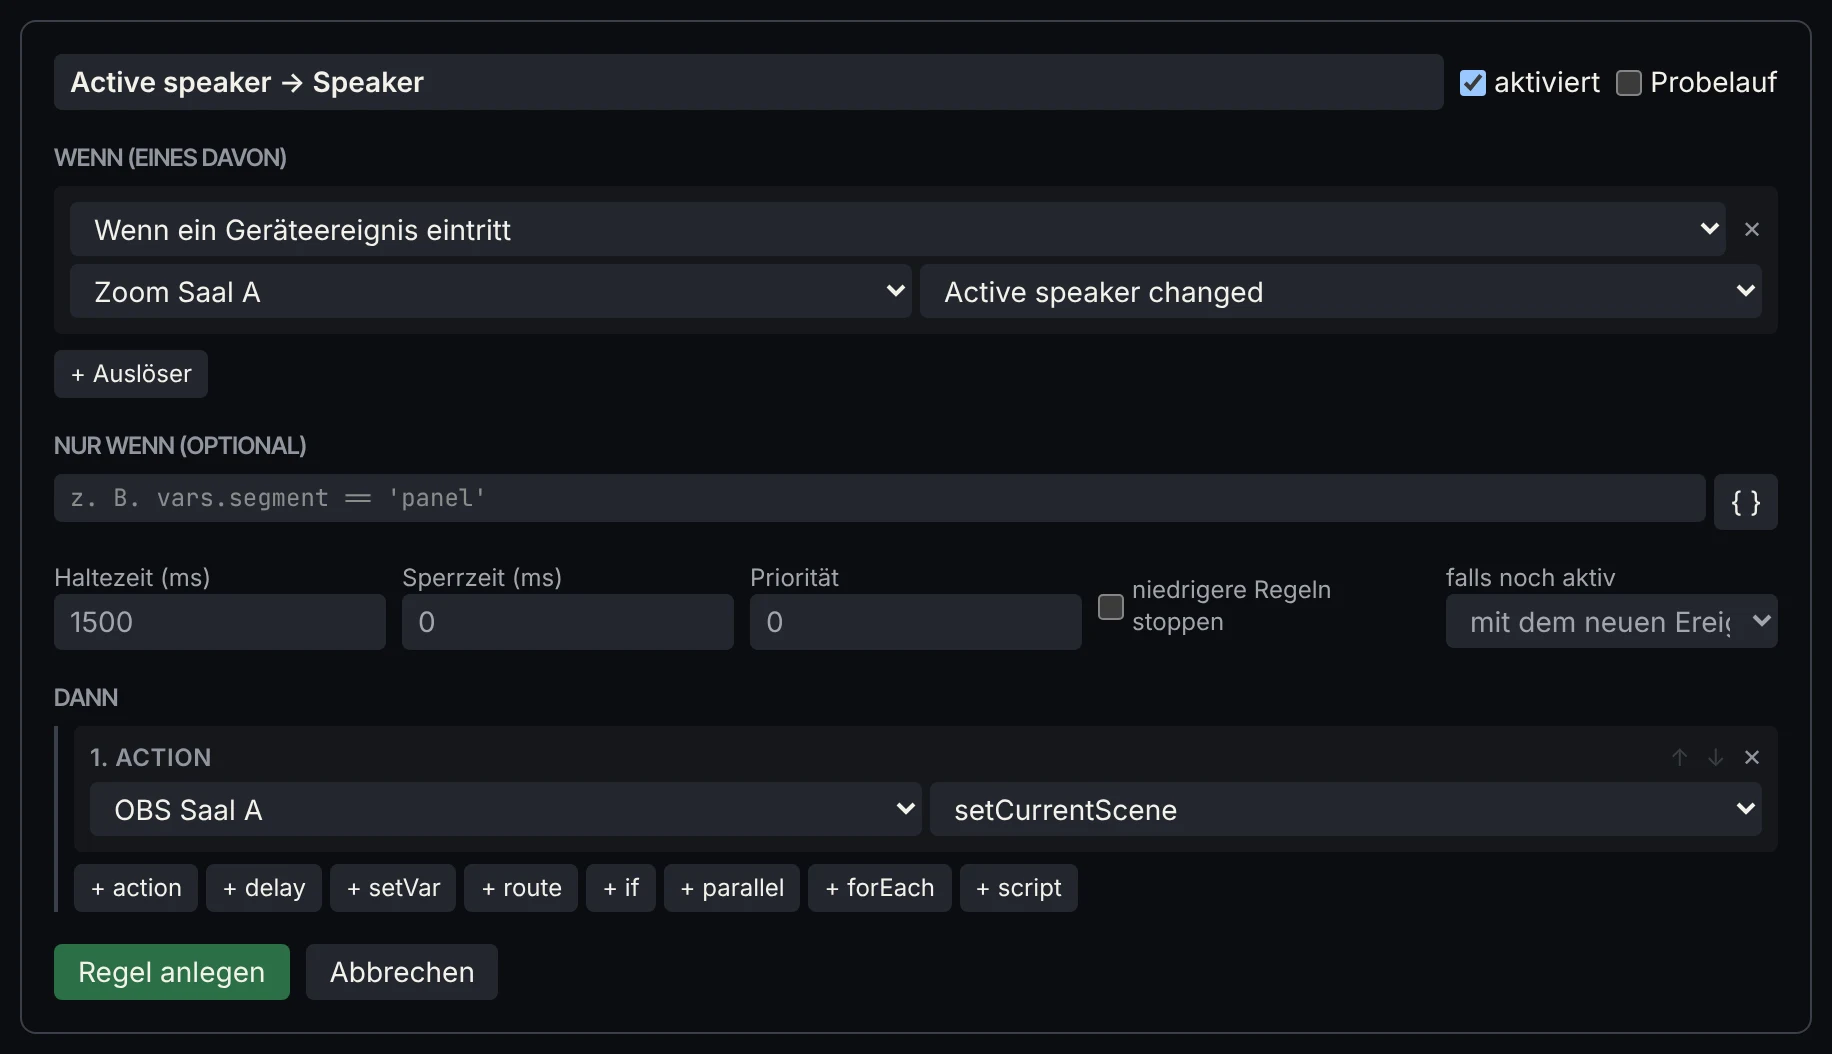 Active speaker → Speaker
aktiviert
Probelauf
WENN (EINES DAVON)
Wenn ein Geräteereignis eintritt
×
Zoom Saal A
Active speaker changed
+ Auslöser
NUR WENN (OPTIONAL)
z. B. vars.segment == 'panel'
{ }
Haltezeit (ms)
Sperrzeit (ms)
Priorität
niedrigere Regeln
stoppen
falls noch aktiv
1500
0
0
mit dem neuen Ereig
DANN
1. ACTION
↑ ↓ ×
OBS Saal A
setCurrentScene
+ action
+ delay
+ setVar
+ route
+ if
+ parallel
+ forEach
+ script
Regel anlegen
Abbrechen